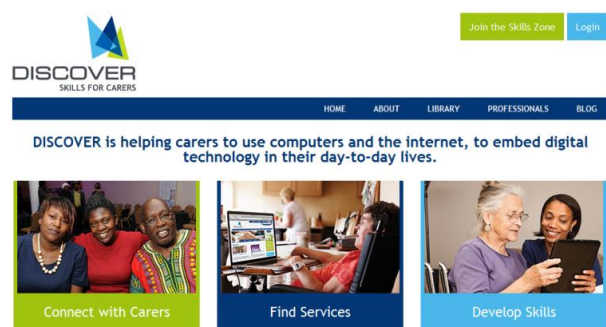 Join the Skills Zone
Login
DISCOVER
SKILLS FOR CARERS
HOME
ABOUT
LIBRARY
PROFESSIONALS
BLOG
DISCOVER is helping carers to use computers and the internet, to embed digital
technology in their day-to-day lives.
Connect with Carers
Find Services
Develop Skills